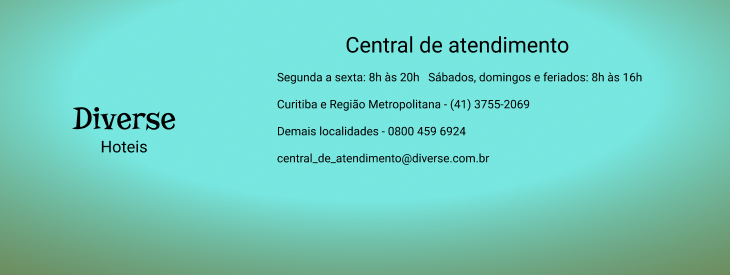 Diverse
Hoteis
Central de atendimento
Segunda a sexta: 8h às 20h   Sábados, domingos e feriados: 8h às 16h
Curitiba e Região Metropolitana - (41) 3755-2069
Demais localidades - 0800 459 6924
central_de_atendimento@diverse.com.br